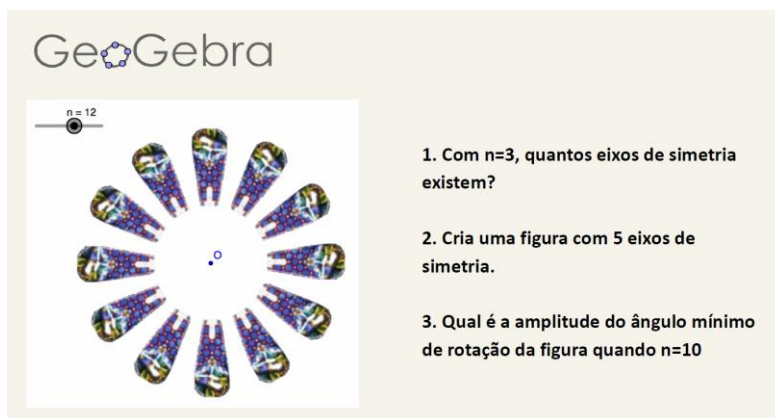 GeoGebra
n = 12
O
1. Com n=3, quantos eixos de simetria
existem?
2. Cria uma figura com 5 eixos de
simetria.
3. Qual é a amplitude do ângulo mínimo
de rotação da figura quando n=10